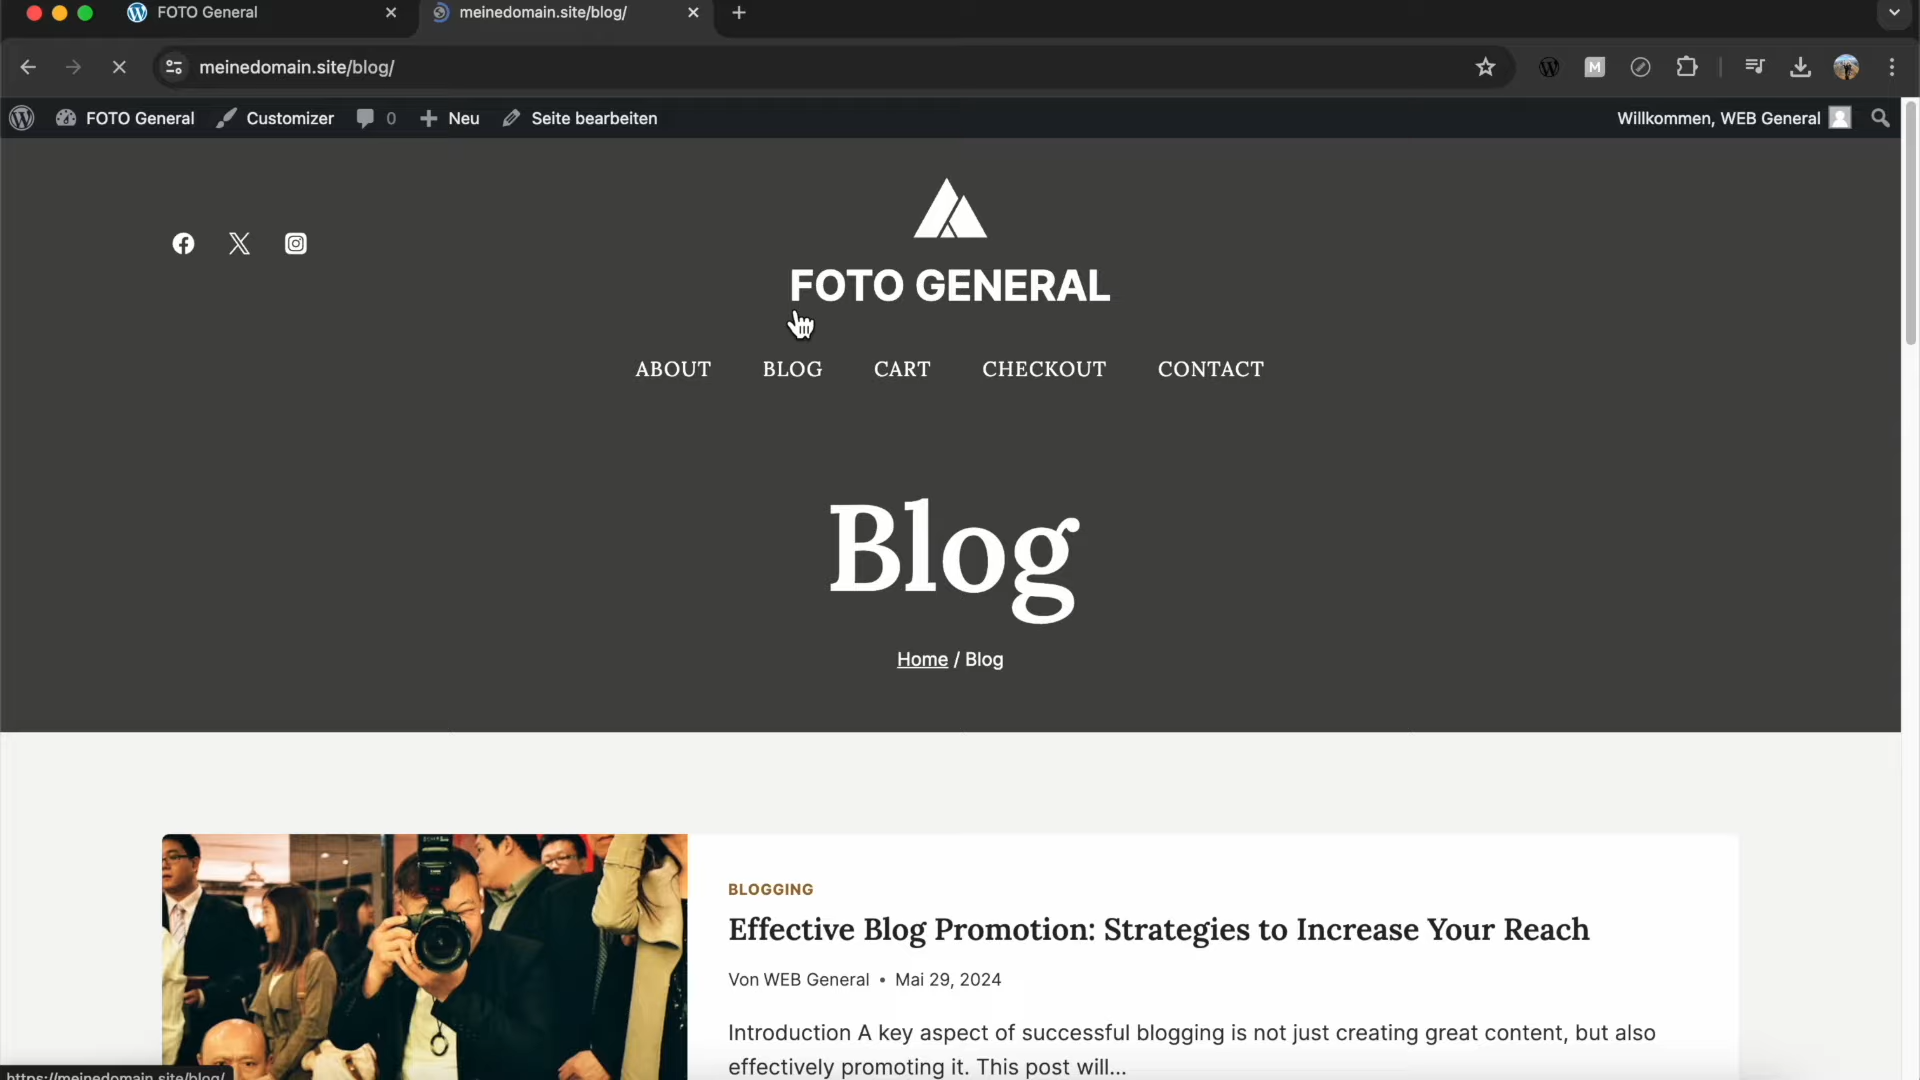 FOTO General
meinedomain.site/blog/
meinedomain.site/blog/
FOTO General
Customizer
0
Neu
Seite bearbeiten
Willkommen, WEB General
FOTO GENERAL
ABOUT
BLOG
CART
CHECKOUT
CONTACT
Blog
Home / Blog
BLOGGING
Effective Blog Promotion: Strategies to Increase Your Reach
Von WEB General • Mai 29, 2024
Introduction A key aspect of successful blogging is not just creating great content, but also
effectively promoting it. This post will...
https://meinedomain.site/blog/